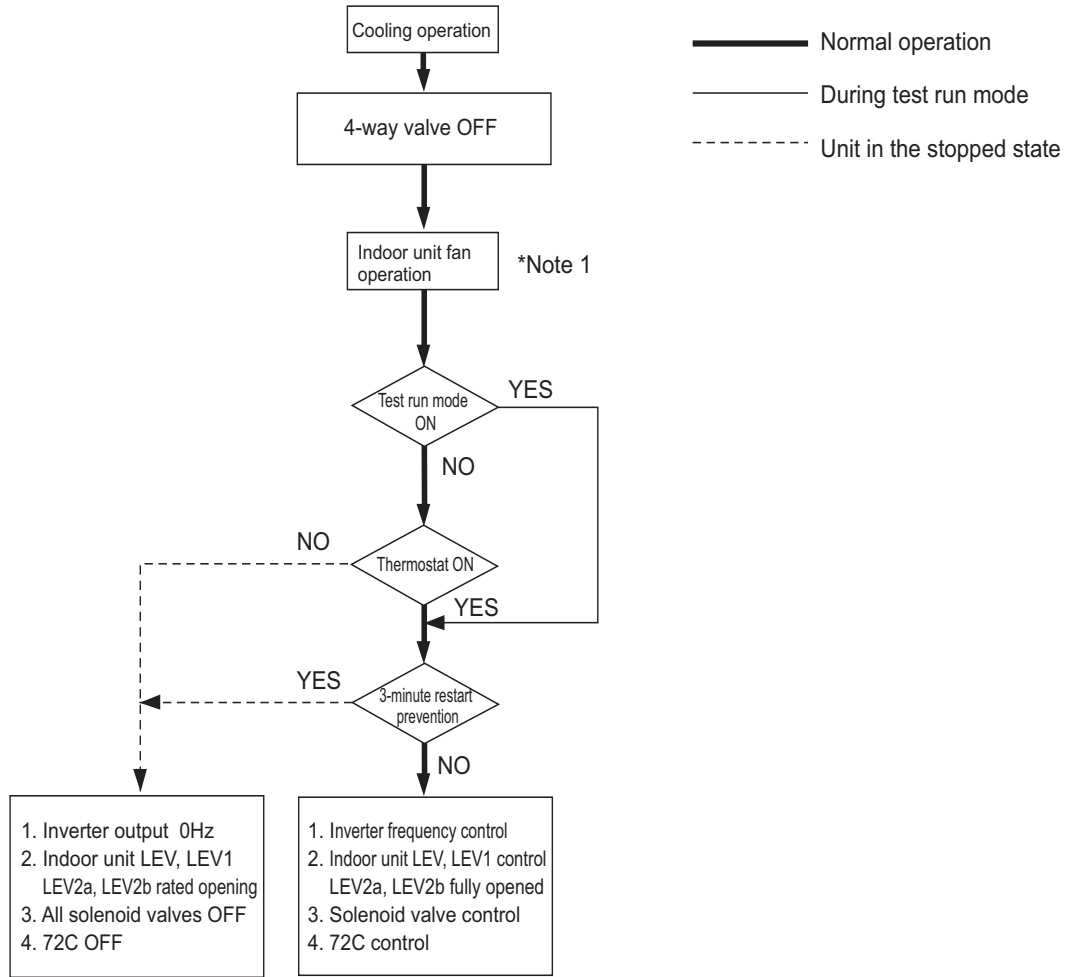 Cooling operation
Normal operation
During test run mode
Unit in the stopped state
4-way valve OFF
Indoor unit fan
operation
*Note 1
Test run mode
ON
YES
NO
NO
Thermostat ON
YES
YES
3-minute restart
prevention
NO
1. Inverter output 0Hz
2. Indoor unit LEV, LEV1
LEV2a, LEV2b rated opening
3. All solenoid valves OFF
4. 72C OFF
1. Inverter frequency control
2. Indoor unit LEV, LEV1 control
LEV2a, LEV2b fully opened
3. Solenoid valve control
4. 72C control